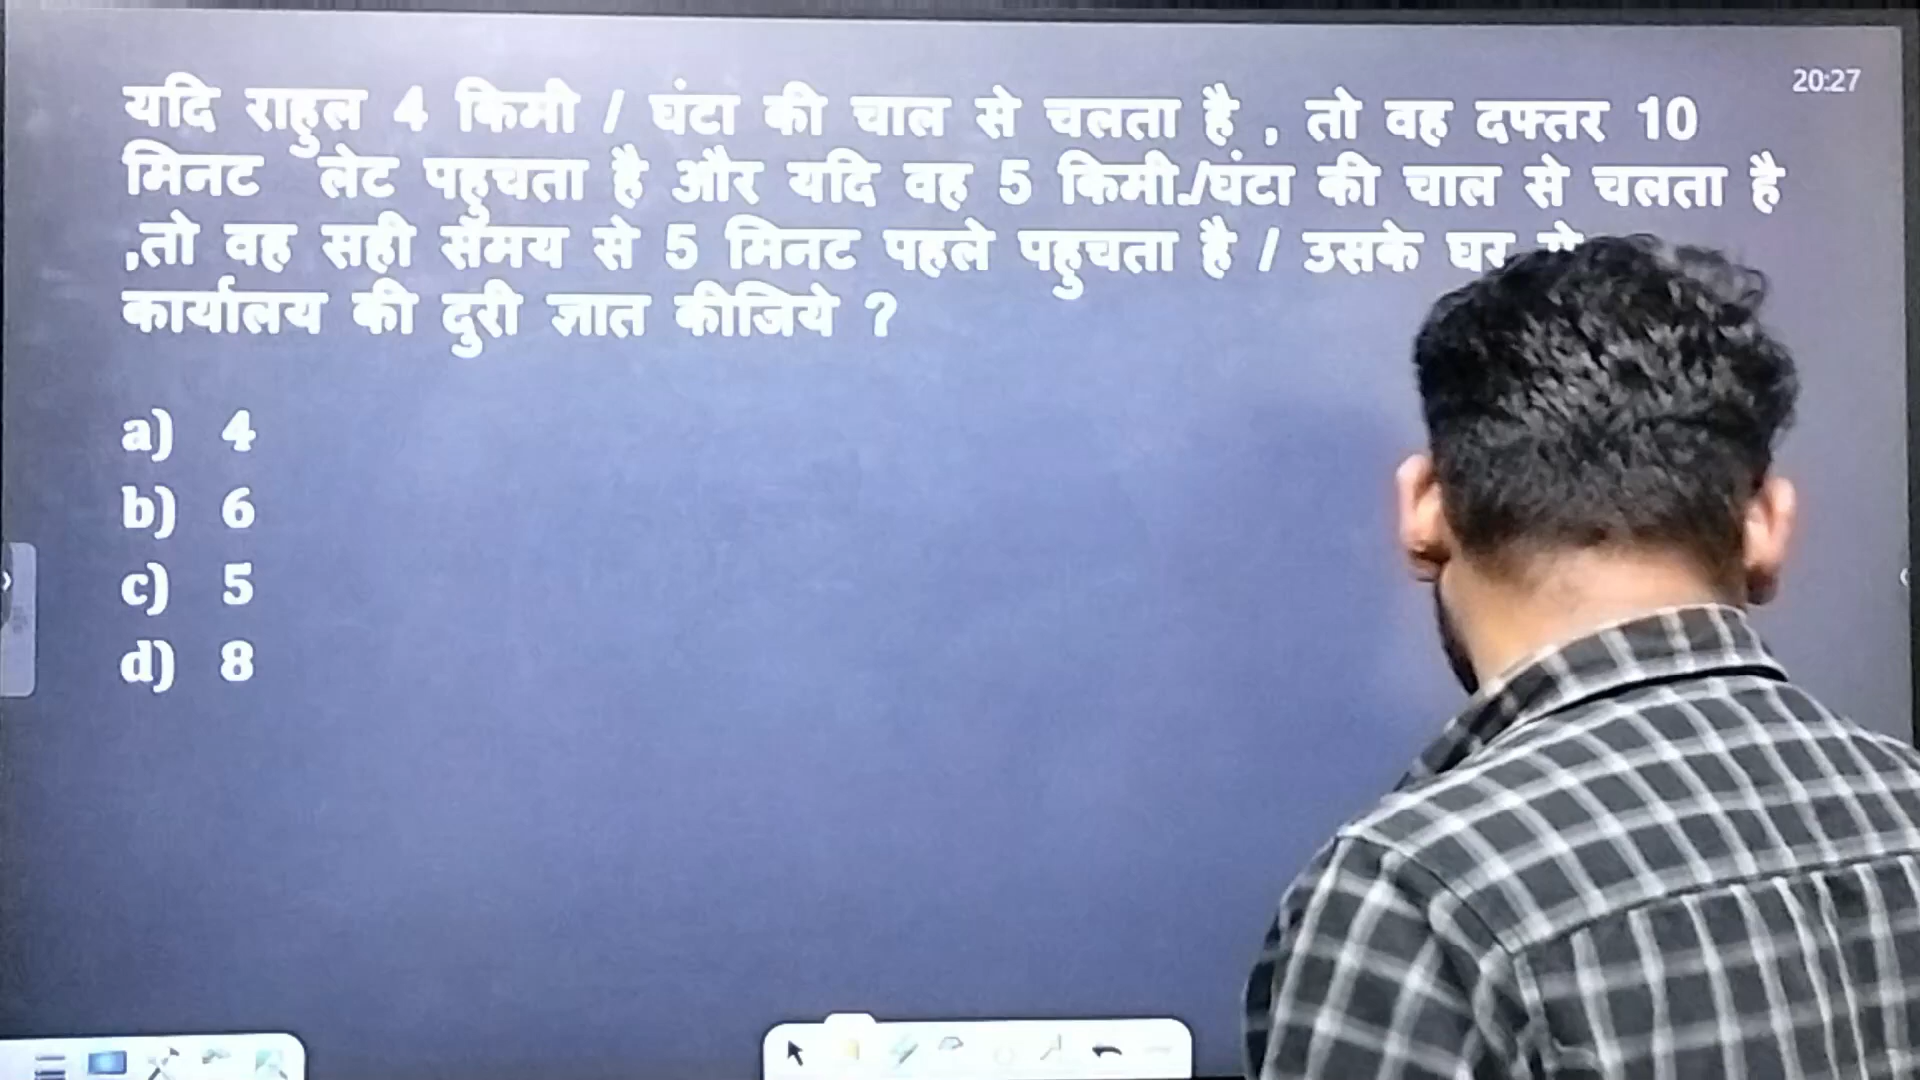 20:27
यदि राहुल 4 किमी / घंटा की चाल से चलता है , तो वह दफ्तर 10
मिनट लेट पहुचता है और यदि वह 5 किमी./घंटा की चाल से चलता है
,तो वह सही समय से 5 मिनट पहले पहुचता है / उसके घर
कार्यालय की दुरी ज्ञात कीजिये ?
a) 4
b) 6
c) 5
d) 8